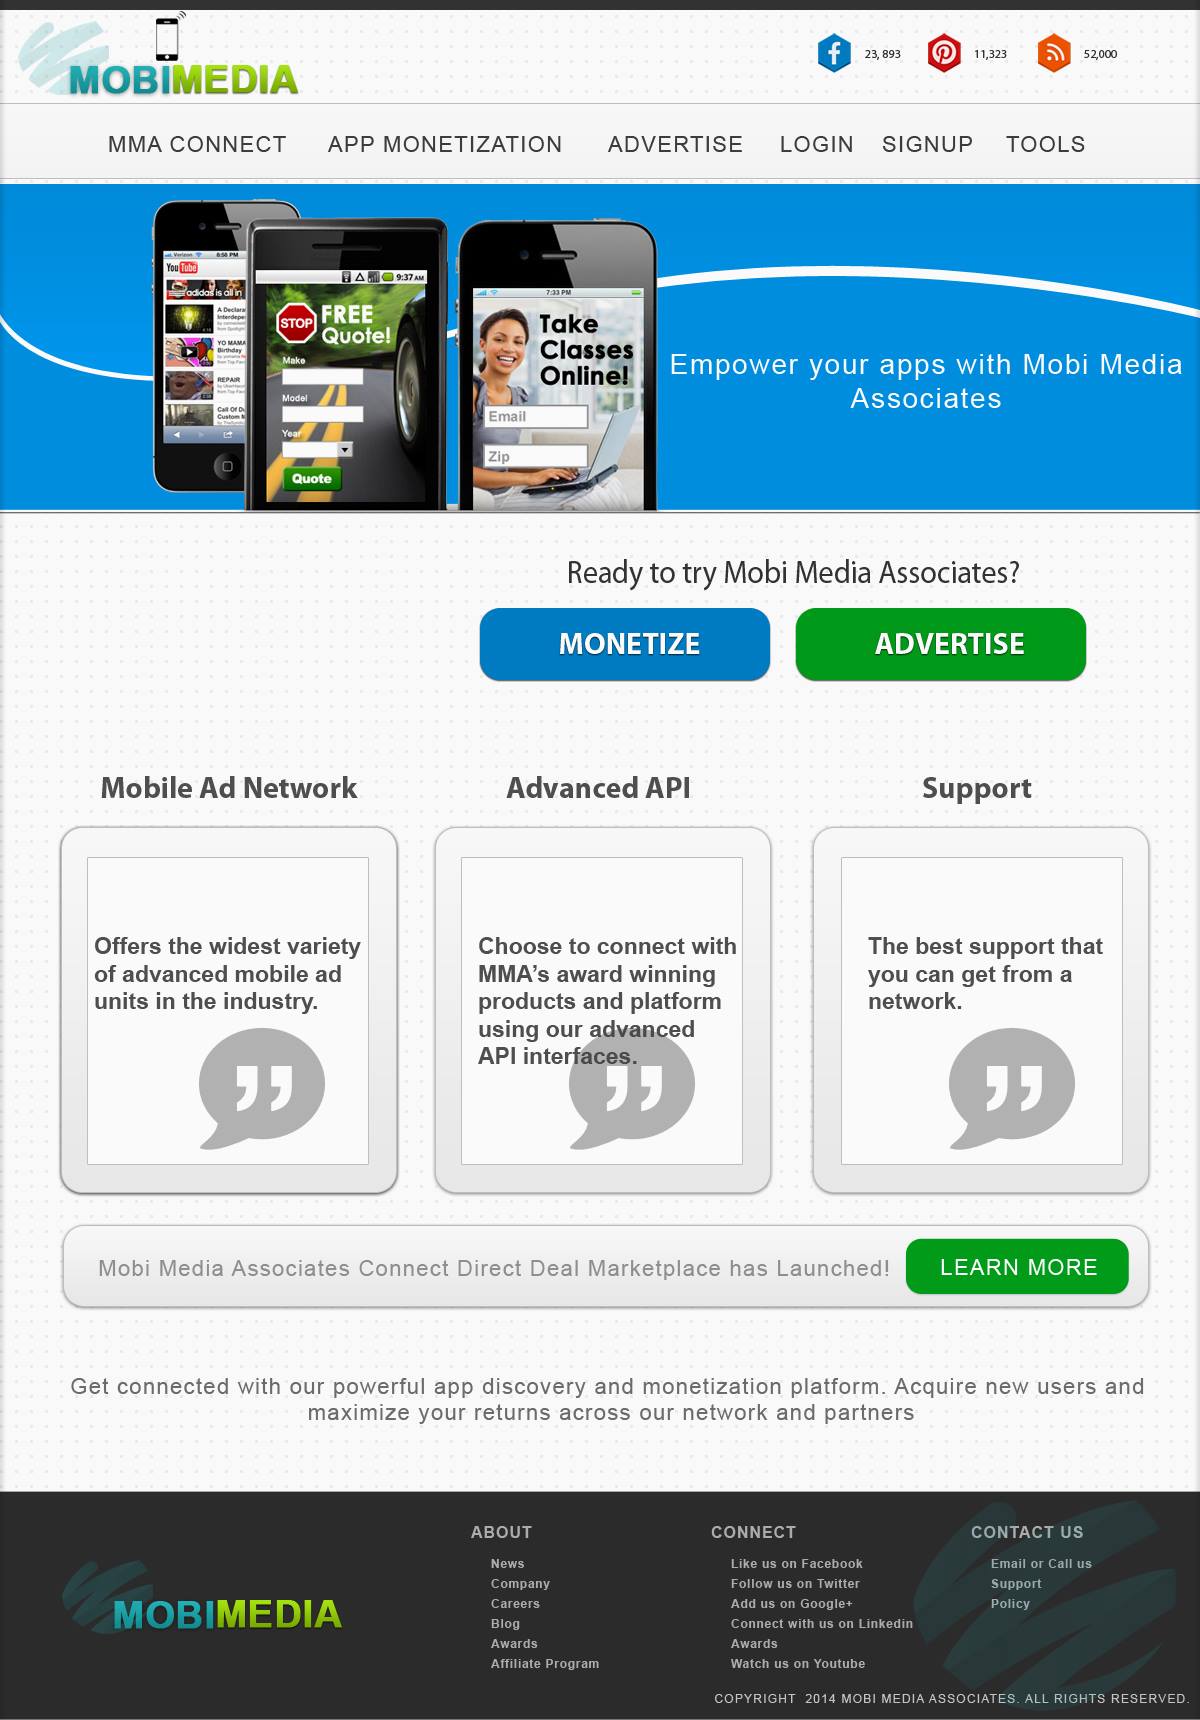 MOBIMEDIA
23, 893
11,323
52,000
MMA CONNECT APP MONETIZATION ADVERTISE LOGIN SIGNUP TOOLS
Verizon 8:58 PM
YouTube
adidas is all in
A Declara
Interdepe
YO MAMA
Birthday
REPAIR
Call Of Du
Custom M
9:37 AM
STOP
FREE
Quote!
Make
Model
Year
Quote
7:33 PM
Take
Classes
Online!
Email
Zip
Empower your apps with Mobi Media
Associates
Ready to try Mobi Media Associates?
MONETIZE
ADVERTISE
Mobile Ad Network
Offers the widest variety
of advanced mobile ad
units in the industry.
Advanced API
Choose to connect with
MMA’s award winning
products and platform
using our advanced
API interfaces.
Support
The best support that
you can get from a
network.
Mobi Media Associates Connect Direct Deal Marketplace has Launched!
LEARN MORE
Get connected with our powerful app discovery and monetization platform. Acquire new users and
maximize your returns across our network and partners
MOBIMEDIA
ABOUT
News
Company
Careers
Blog
Awards
Affiliate Program
CONNECT
Like us on Facebook
Follow us on Twitter
Add us on Google+
Connect with us on Linkedin
Awards
Watch us on Youtube
CONTACT US
Email or Call us
Support
Policy
COPYRIGHT 2014 MOBI MEDIA ASSOCIATES. ALL RIGHTS RESERVED.